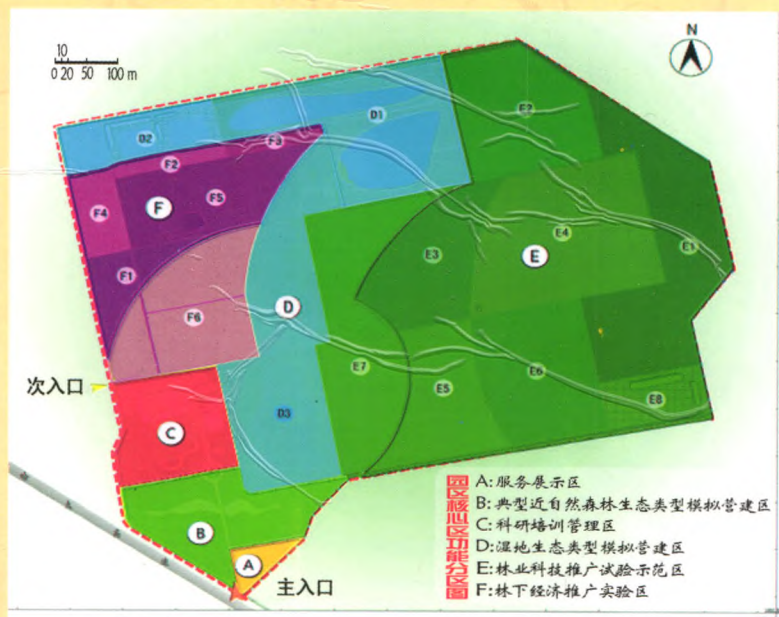 10
0 20 50 100 m
N
D2
D1
E2
F3
F2
F4
F
F5
E4
E1
E3
E
F1
D
F6
E7
E5
E6
E8
次入口
C
D3
B
A
主入口
园区核心区功能分区图
A:服务展示区
B:典型近自然森林生态类型模拟营建区
C:科研培训管理区
D:湿地生态类型模拟营建区
E:林业科技推广试验示范区
F:林下经济推广实验区